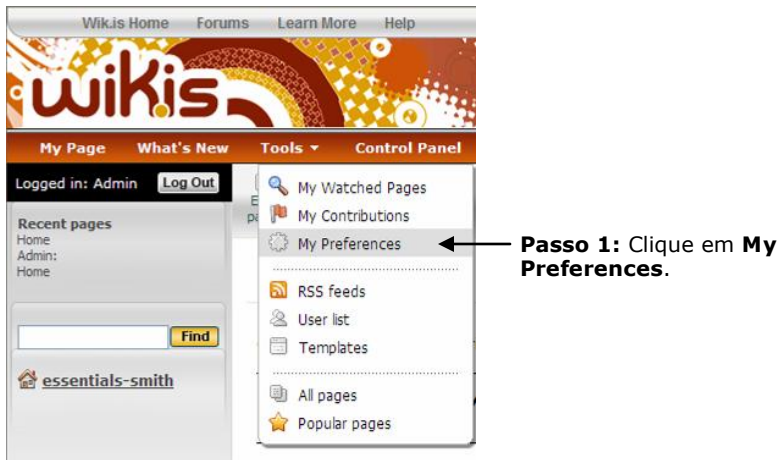 Wik.is Home Forums Learn More Help
wik.is
My Page What's New Tools Control Panel
Logged in: Admin Log Out
Recent pages
Home
Admin:
Home
Find
essentials-smith
My Watched Pages
My Contributions
My Preferences
RSS feeds
User list
Templates
All pages
Popular pages
Passo 1: Clique em My
Preferences.